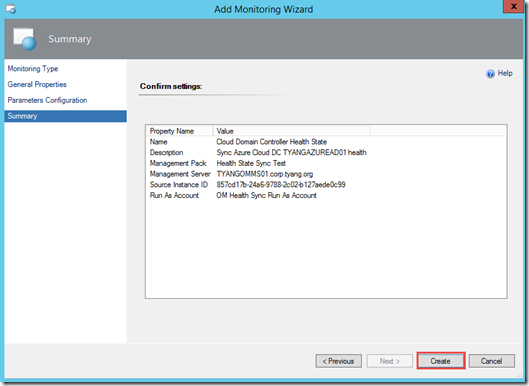 Add Monitoring Wizard
x
Summary
Monitoring Type
General Properties
Parameters Configuration
Summary
Help
Confirm settings:
Property Name Value
Name Cloud Domain Controller Health State
Description Sync Azure Cloud DC TYANGAZUREAD01 health
Management Pack Health State Sync Test
Management Server TYANGOMMS01.corp.tyang.org
Source Instance ID 857cd17b-24a6-9788-2c02-b127aede0c99
Run As Account OM Health Sync Run As Account
< Previous Next > Create Cancel